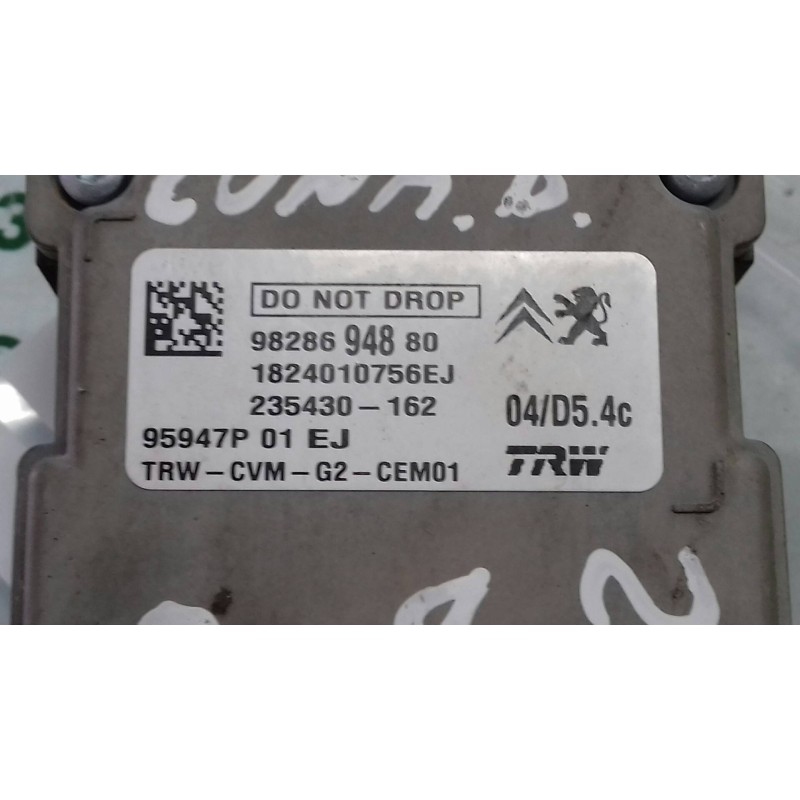 LUNA.D.
DO NOT DROP
98286 948 80
1824010756EJ
235430-162
04/D5.4c
95947P 01 EJ
TRW
TRW-CVM-G2-CEM01